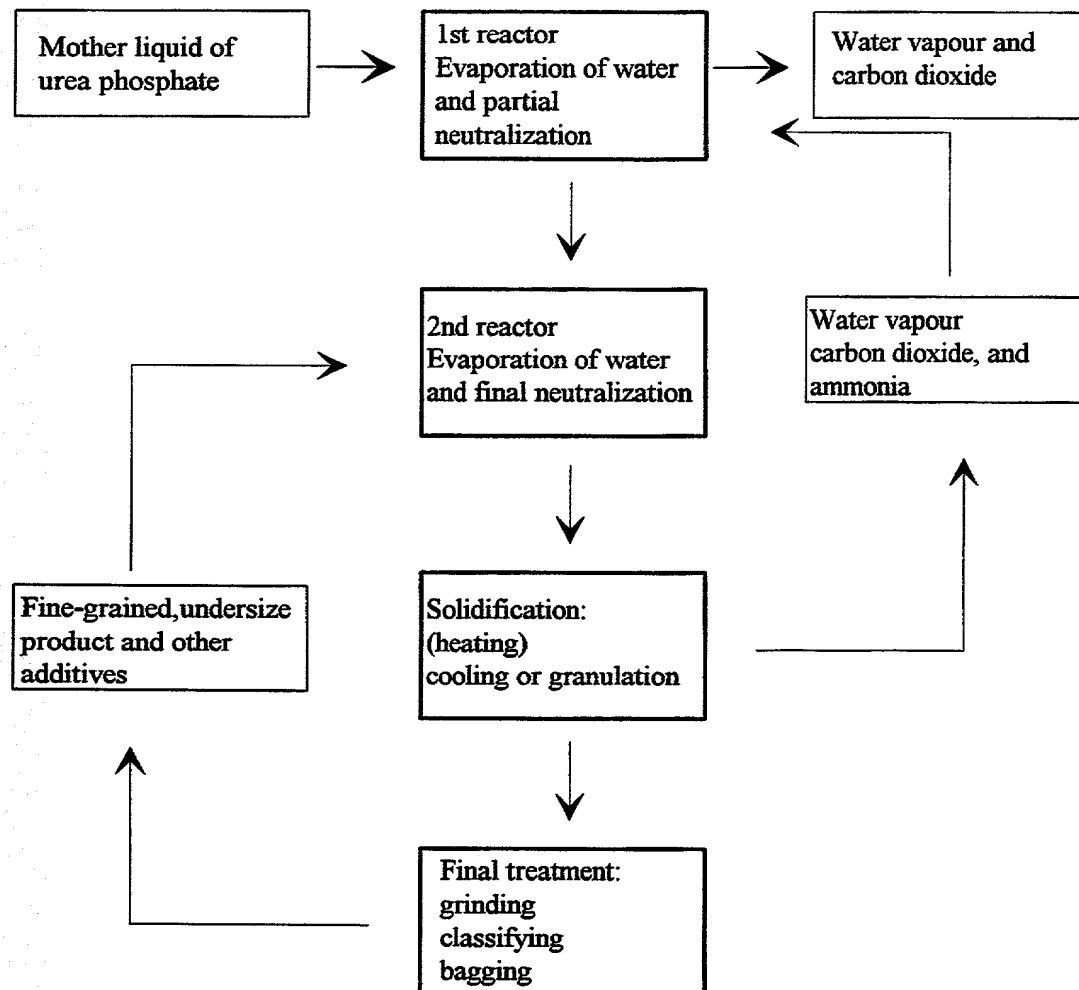 Mother liquid of
urea phosphate
1st reactor
Evaporation of water
and partial
neutralization
Water vapour and
carbon dioxide
2nd reactor
Evaporation of water
and final neutralization
Water vapour
carbon dioxide, and
ammonia
Fine-grained,undersize
product and other
additives
Solidification:
(heating)
cooling or granulation
Final treatment:
grinding
classifying
bagging